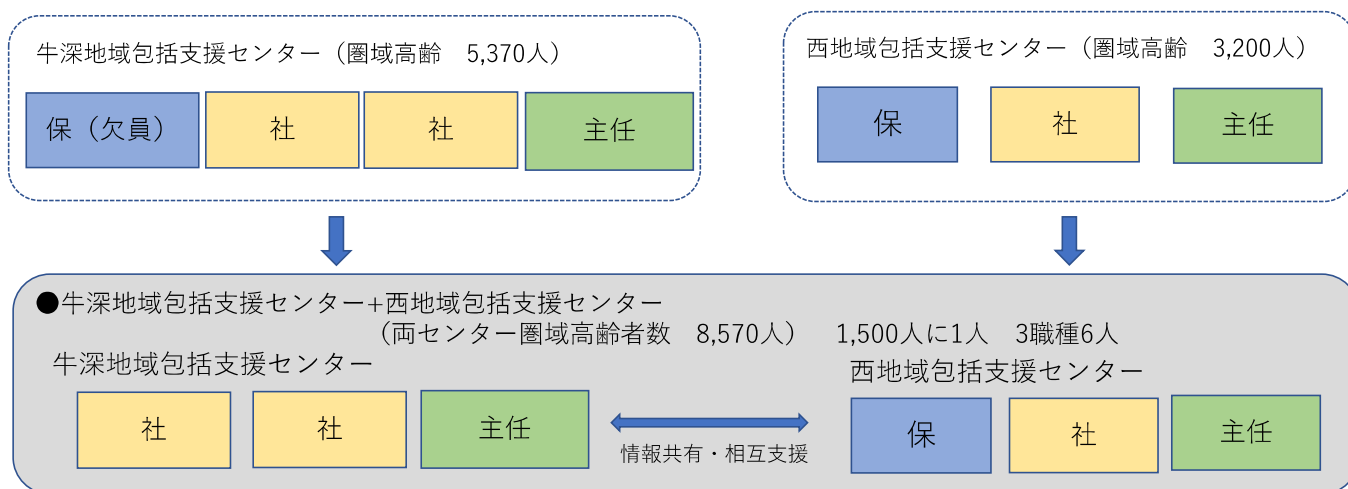 牛深地域包括支援センター（圏域高齢　5,370人）
保（欠員）
社
社
主任
西地域包括支援センター（圏域高齢　3,200人）
保
社
主任
●牛深地域包括支援センター+西地域包括支援センター
（両センター圏域高齢者数　8,570人）　1,500人に1人　3職種6人
牛深地域包括支援センター
社
社
主任
情報共有・相互支援
西地域包括支援センター
保
社
主任